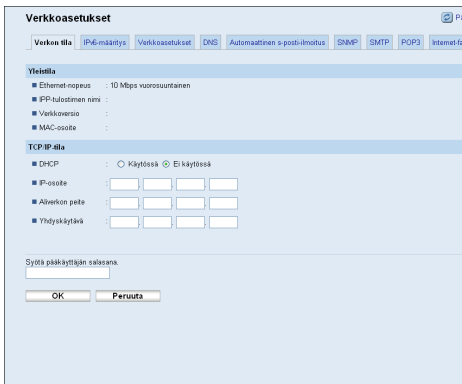 Verkkoasetukset
Verkon tila IPv6-määritys Verkkoasetukset DNS Automaattinen s-posti-ilmoitus SNMP SMTP POP3
Yleistila
Ethernet-nopeus : 10 Mbps vuorosuuntainen
IPP-tulostimen nimi :
Verkkoversio :
MAC-osoite :
TCP/IP-tila
DHCP : Käytössä Ei käytössä
IP-osoite : . . .
Aliverkon peite : . . .
Yhdyskäytävä : . . .
Syötä pääkäyttäjän salasana.
OK Peruuta